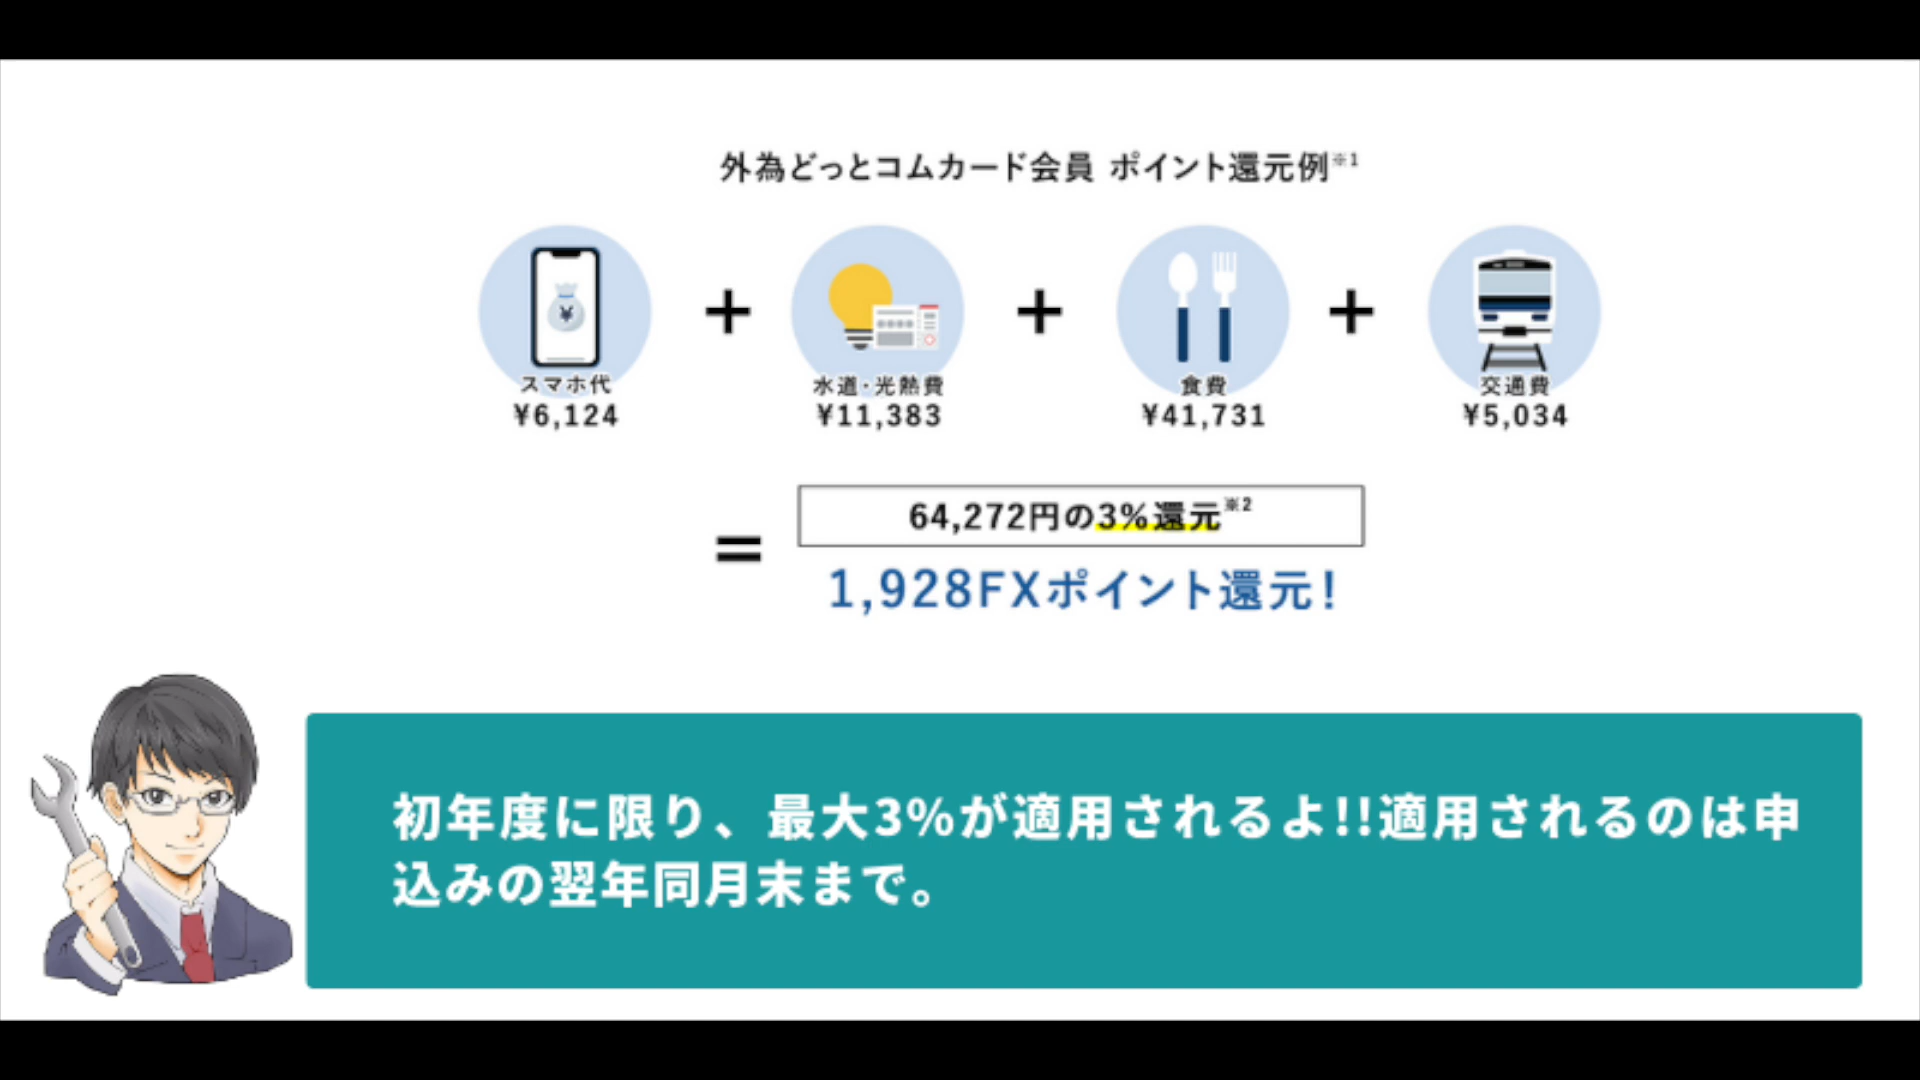 外為どっとコムカード会員 ポイント還元例※1
スマホ代
¥6,124
+
水道・光熱費
¥11,383
+
食費
¥41,731
+
交通費
¥5,034
=
64,272円の3%還元※2
1,928FXポイント還元!
初年度に限り、最大3%が適用されるよ!!適用されるのは申
込みの翌年同月末まで。